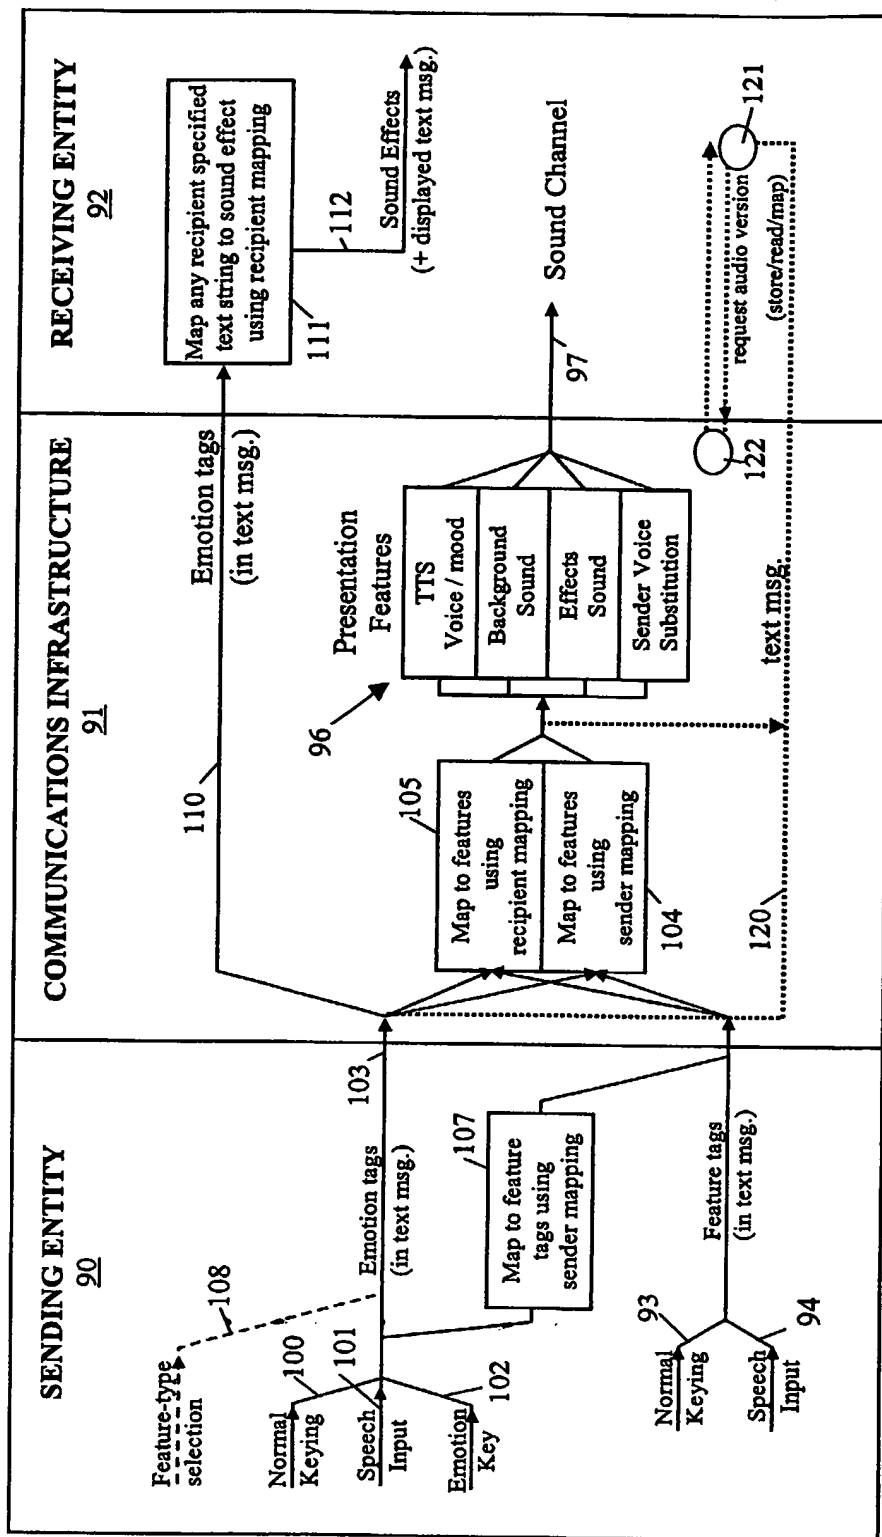 SENDING ENTITY
90
Feature-type
selection
108
Normal
Keying
100
Speech
Input
101
Emotion
Key
102
Emotion tags
(in text msg.)
103
107
Map to feature
tags using
sender mapping
Normal
Keying
93
Speech
Input
94
Feature tags
(in text msg.)
COMMUNICATIONS INFRASTRUCTURE
91
110
Emotion tags
(in text msg.)
105
Map to features
using
recipient mapping
Map to features
using
sender mapping
104
96
Presentation
Features
TTS
Voice / mood
Background
Sound
Effects
Sound
Sender Voice
Substitution
120
text msg.
122
RECEIVING ENTITY
92
Map any recipient specified
text string to sound effect
using recipient mapping
111
112
Sound Effects
(+ displayed text msg.)
97
Sound Channel
request audio version
(store/read/map)
121